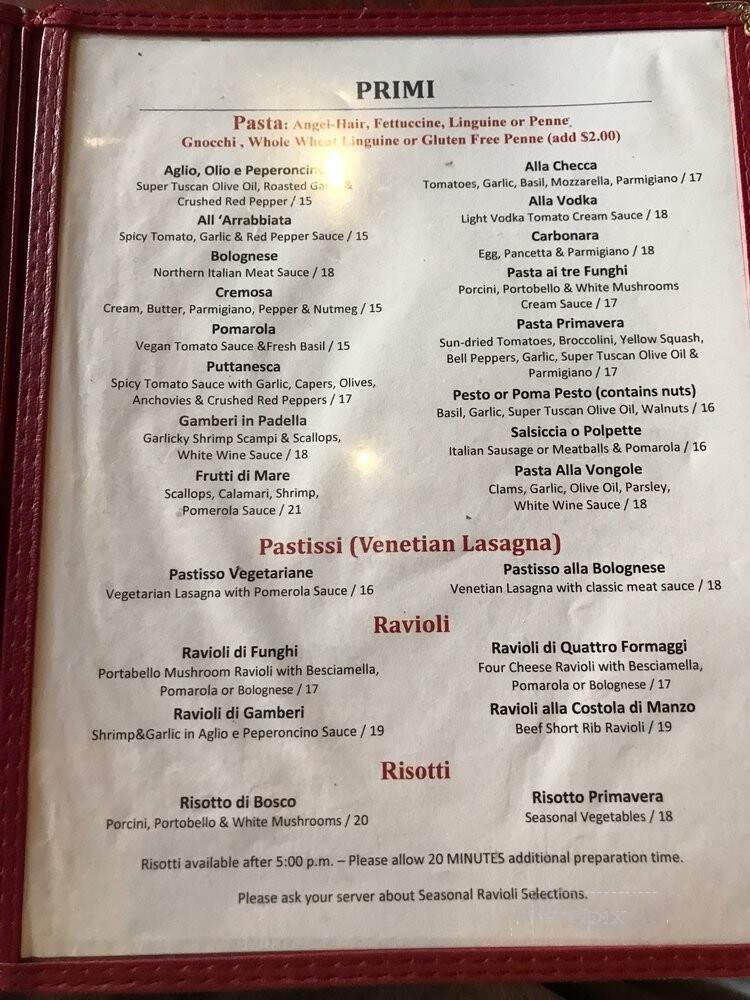 PRIMI
Pasta: Angel-Hair, Fettuccine, Linguine or Penne,
Gnocchi , Whole Wheat Linguine or Gluten Free Penne (add $2.00)
Aglio, Olio e Peperoncino
Super Tuscan Olive Oil, Roasted Garlic &
Crushed Red Pepper / 15
All ‘Arrabbiata
Spicy Tomato, Garlic & Red Pepper Sauce / 15
Bolognese
Northern Italian Meat Sauce / 18
Cremosa
Cream, Butter, Parmigiano, Pepper & Nutmeg / 15
Pomarola
Vegan Tomato Sauce &Fresh Basil / 15
Puttanesca
Spicy Tomato Sauce with Garlic, Capers, Olives,
Anchovies & Crushed Red Peppers / 17
Gamberi in Padella
Garlicky Shrimp Scampi & Scallops,
White Wine Sauce / 18
Frutti di Mare
Scallops, Calamari, Shrimp,
Pomerola Sauce / 21
Alla Checca
Tomatoes, Garlic, Basil, Mozzarella, Parmigiano / 17
Alla Vodka
Light Vodka Tomato Cream Sauce / 18
Carbonara
Egg, Pancetta & Parmigiano / 18
Pasta ai tre Funghi
Porcini, Portobello & White Mushrooms
Cream Sauce / 17
Pasta Primavera
Sun-dried Tomatoes, Broccolini, Yellow Squash,
Bell Peppers, Garlic, Super Tuscan Olive Oil &
Parmigiano / 17
Pesto or Poma Pesto (contains nuts)
Basil, Garlic, Super Tuscan Olive Oil, Walnuts / 16
Salsiccia o Polpette
Italian Sausage or Meatballs & Pomarola / 16
Pasta Alla Vongole
Clams, Garlic, Olive Oil, Parsley,
White Wine Sauce / 18
Pastissi (Venetian Lasagna)
Pastisso Vegetariane
Vegetarian Lasagna with Pomerola Sauce / 16
Pastisso alla Bolognese
Venetian Lasagna with classic meat sauce / 18
Ravioli
Ravioli di Funghi
Portabello Mushroom Ravioli with Besciamella,
Pomarola or Bolognese / 17
Ravioli di Gamberi
Shrimp&Garlic in Aglio e Peperoncino Sauce / 19
Ravioli di Quattro Formaggi
Four Cheese Ravioli with Besciamella,
Pomarola or Bolognese / 17
Ravioli alla Costola di Manzo
Beef Short Rib Ravioli / 19
Risotti
Risotto di Bosco
Porcini, Portobello & White Mushrooms / 20
Risotto Primavera
Seasonal Vegetables / 18
Risotti available after 5:00 p.m. – Please allow 20 MINUTES additional preparation time.
Please ask your server about Seasonal Ravioli Selections.